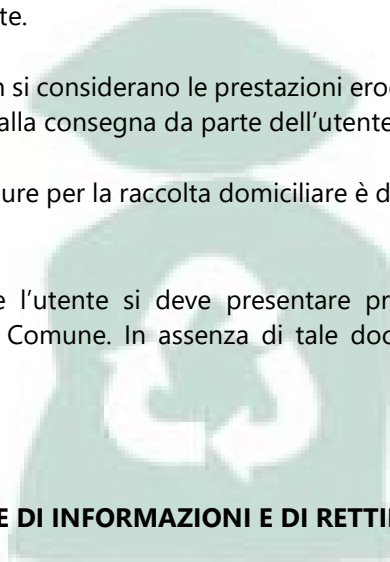 te.
n si considerano le prestazioni eroc
alla consegna da parte dell'utente
ure per la raccolta domiciliare è d
e l'utente si deve presentare pr
Comune. In assenza di tale doc
E DI INFORMAZIONI E DI RETTI